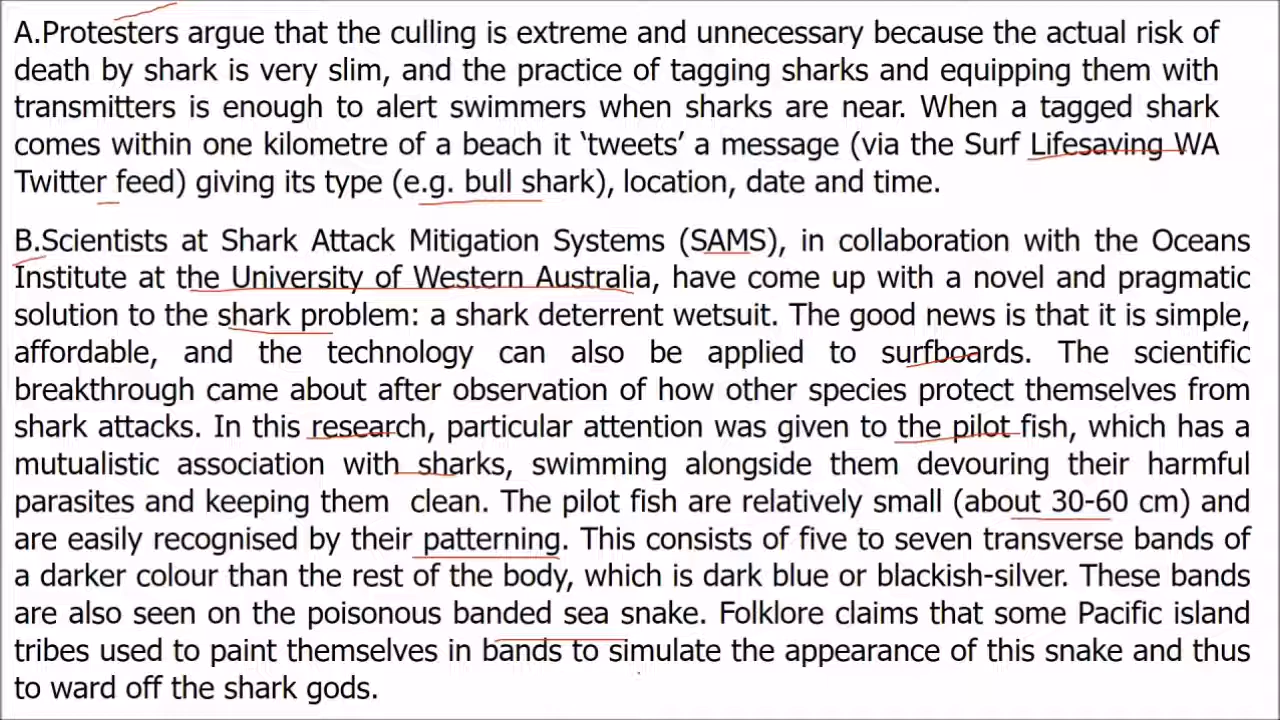 A.Protesters argue that the culling is extreme and unnecessary because the actual risk of
death by shark is very slim, and the practice of tagging sharks and equipping them with
transmitters is enough to alert swimmers when sharks are near. When a tagged shark
comes within one kilometre of a beach it ‘tweets’ a message (via the Surf Lifesaving WA
Twitter feed) giving its type (e.g. bull shark), location, date and time.
B.Scientists at Shark Attack Mitigation Systems (SAMS), in collaboration with the Oceans
Institute at the University of Western Australia, have come up with a novel and pragmatic
solution to the shark problem: a shark deterrent wetsuit. The good news is that it is simple,
affordable, and the technology can also be applied to surfboards. The scientific
breakthrough came about after observation of how other species protect themselves from
shark attacks. In this research, particular attention was given to the pilot fish, which has a
mutualistic association with sharks, swimming alongside them devouring their harmful
parasites and keeping them clean. The pilot fish are relatively small (about 30-60 cm) and
are easily recognised by their patterning. This consists of five to seven transverse bands of
a darker colour than the rest of the body, which is dark blue or blackish-silver. These bands
are also seen on the poisonous banded sea snake. Folklore claims that some Pacific island
tribes used to paint themselves in bands to simulate the appearance of this snake and thus
to ward off the shark gods.